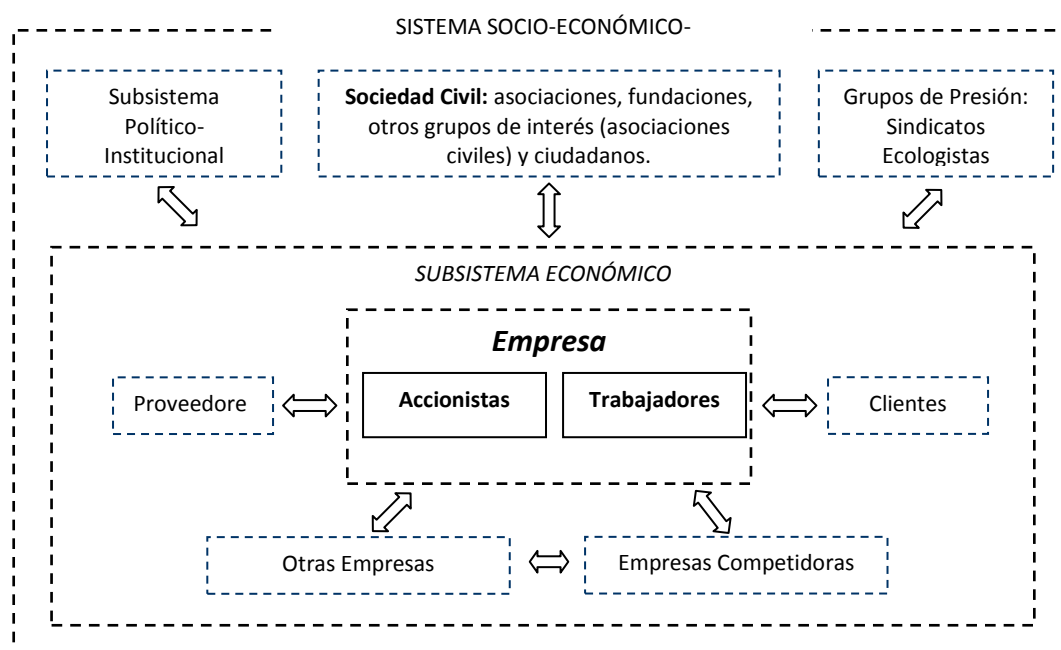 SISTEMA SOCIO-ECONÓMICO-
Subsistema
Político-
Institucional
Sociedad Civil: asociaciones, fundaciones,
otros grupos de interés (asociaciones
civiles) y ciudadanos.
Grupos de Presión:
Sindicatos
Ecologistas
SUBSISTEMA ECONÓMICO
Empresa
Proveedore
Accionistas
Trabajadores
Clientes
Otras Empresas
Empresas Competidoras